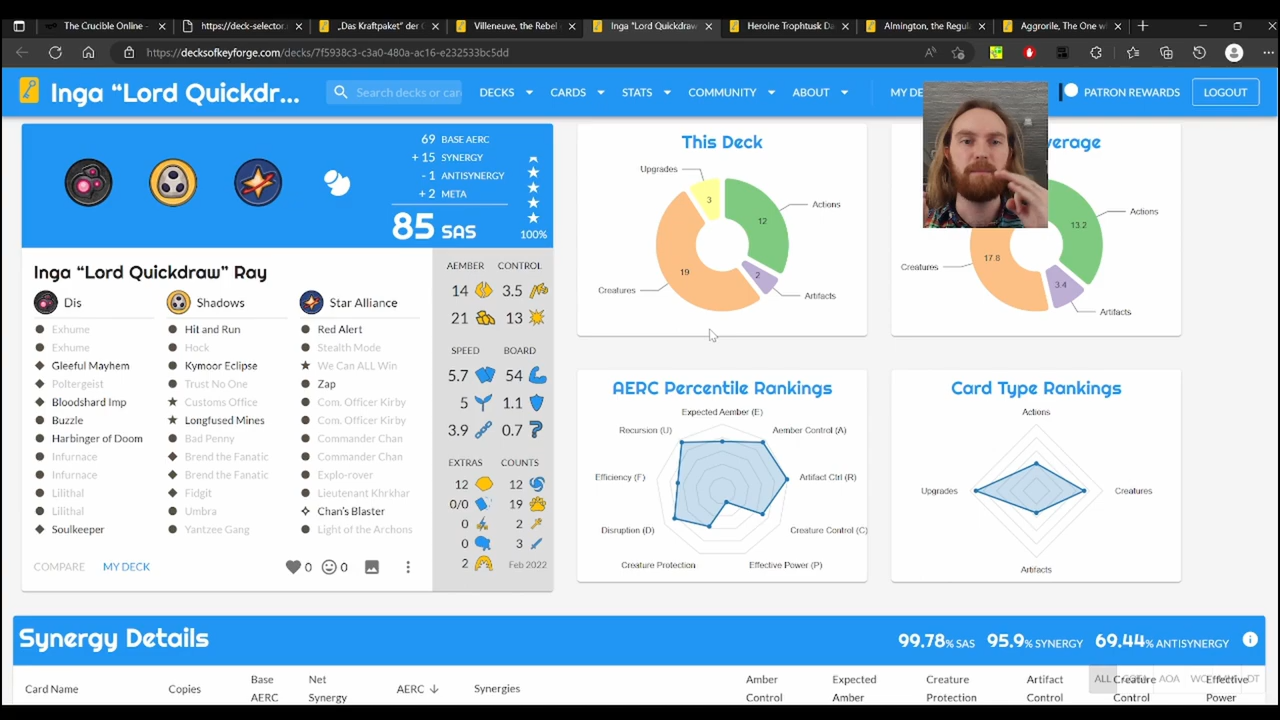 The Crucible Online -
https://deck-selector.
„Das Kraftpaket" der
Villeneuve, the Rebel
Inga "Lord Quickdraw
Heroine Trophtusk Da
Almington, the Regul
Aggrorile, The One w
https://decksofkeyforge.com/decks/7f5938c3-c3a0-480a-ac16-e232533bc5dd
Inga “Lord Quickdr...
Search decks or car
DECKS
CARDS
STATS
COMMUNITY
ABOUT
MY DE
PATRON REWARDS
LOGOUT
69 BASE AERC
+ 15 SYNERGY
- 1 ANTISYNERGY
+ 2 META
85 SAS
100%
Inga “Lord Quickdraw” Ray
Dis
Exhume
Exhume
Gleeful Mayhem
Poltergeist
Bloodshard Imp
Buzzle
Harbinger of Doom
Infurnace
Infurnace
Lilithal
Lilithal
Soulkeeper
Shadows
Hit and Run
Hock
Kymoor Eclipse
Trust No One
Customs Office
Longfused Mines
Bad Penny
Brend the Fanatic
Brend the Fanatic
Fidgit
Umbra
Yantzee Gang
Star Alliance
Red Alert
Stealth Mode
We Can ALL Win
Zap
Com. Officer Kirby
Com. Officer Kirby
Commander Chan
Commander Chan
Explo-rover
Lieutenant Khrkhar
Chan's Blaster
Light of the Archons
COMPARE
MY DECK
0
0
AEMBER CONTROL
14 3.5
21 13
SPEED BOARD
5.7 54
5 1.1
3.9 0.7
EXTRAS COUNTS
12 12
0/0 19
0 2
0 3
2 Feb 2022
This Deck
Upgrades
3
12
Actions
19
Creatures
2
Artifacts
verage
13.2
Actions
17.8
Creatures
3.4
Artifacts
AERC Percentile Rankings
Expected Aember (E)
Recursion (U)
Aember Control (A)
Efficiency (F)
Artifact Ctrl (R)
Disruption (D)
Creature Control (C)
Creature Protection
Effective Power (P)
Card Type Rankings
Actions
Upgrades
Creatures
Artifacts
Synergy Details
99.78% SAS 95.9% SYNERGY 69.44% ANTISYNERGY
Card Name
Copies
Base AERC
Net Synergy
AERC
Synergies
Amber Control
Expected Amber
Creature Protection
Artifact Control
Creature Control
Effective Power
ALL
AOA
DT